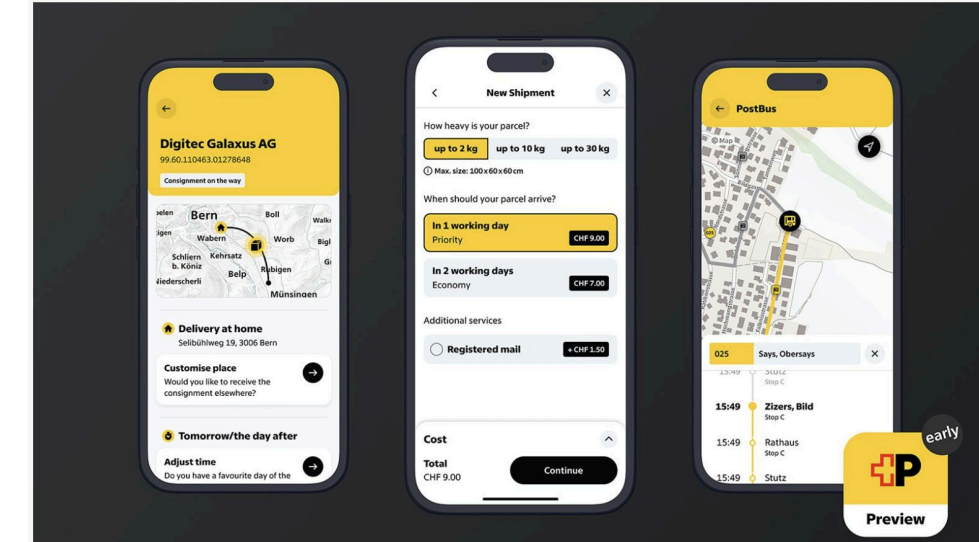 Digitec Galaxus AG
99.60.110463.01278648
Consignment on the way
Bern
Boll
Wabern
Worb
Schliern
b. Köniz
Kehrsatz
Belp
Rubigen
Münsingen
Delivery at home
Selibühlweg 19, 3006 Bern
Customise place
Would you like to receive the
consignment elsewhere?
Tomorrow/the day after
Adjust time
Do you have a favourite day of the
New Shipment
How heavy is your parcel?
up to 2 kg up to 10 kg up to 30 kg
Max. size: 100x60x60 cm
When should your parcel arrive?
In 1 working day
Priority CHF 9.00
In 2 working days
Economy CHF 7.00
Additional services
Registered mail + CHF 1.50
Cost
Total
CHF 9.00
Continue
PostBus
© Map
025
025 Says, Obersays
15:49 Stutz
Stop C
15:49 Zizers, Bild
Stop C
15:49 Rathaus
Stop C
15:49 Stutz
early
P
Preview